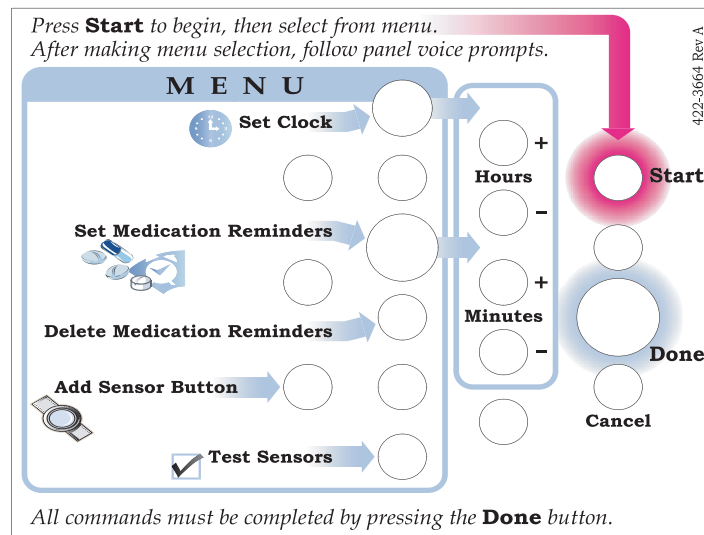 Press Start to begin, then select from menu.
After making menu selection, follow panel voice prompts.
422-3664 Rev A
MENU
Set Clock
+
Hours
Start
–
Set Medication Reminders
+
Minutes
Delete Medication Reminders
–
Done
Add Sensor Button
Cancel
Test Sensors
All commands must be completed by pressing the Done button.